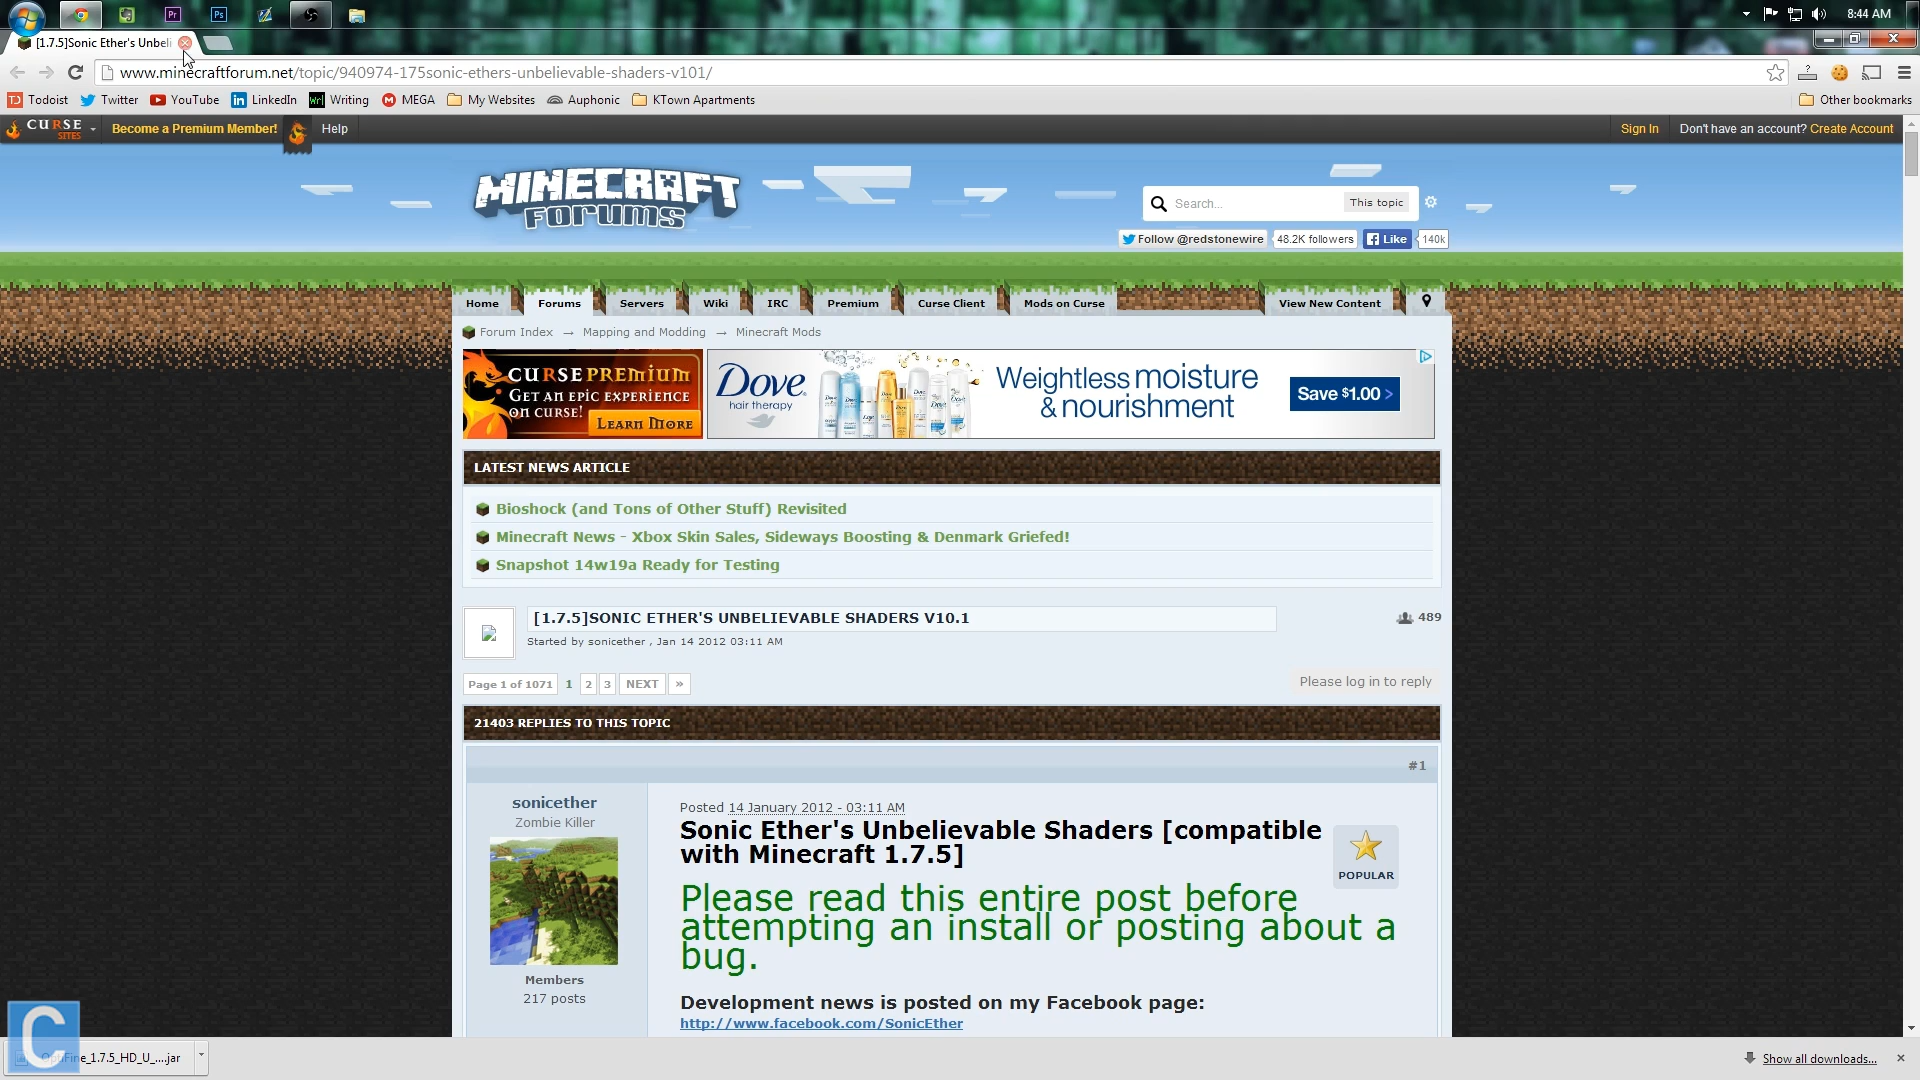 Pr
Ps
8:44 AM
[1.7.5]Sonic Ether's Unbeli
www.minecraftforum.net/topic/940974-175sonic-ethers-unbelievable-shaders-v101/
Todoist
Twitter
YouTube
LinkedIn
Writing
MEGA
My Websites
Auphonic
KTown Apartments
Other bookmarks
CURSE
SITES
Become a Premium Member!
Help
Sign In
Don't have an account? Create Account
MINECRAFT
FORUMS
Search...
This topic
Follow @redstonewire
48.2K followers
Like
140k
Home
Forums
Servers
Wiki
IRC
Premium
Curse Client
Mods on Curse
View New Content
Forum Index → Mapping and Modding → Minecraft Mods
CURSE PREMIUM
GET AN EPIC EXPERIENCE
ON CURSE!
LEARN MORE
Dove
hair therapy
Weightless moisture
& nourishment
Save $1.00 >
LATEST NEWS ARTICLE
Bioshock (and Tons of Other Stuff) Revisited
Minecraft News - Xbox Skin Sales, Sideways Boosting & Denmark Griefed!
Snapshot 14w19a Ready for Testing
[1.7.5]SONIC ETHER'S UNBELIEVABLE SHADERS V10.1
489
Started by sonicether , Jan 14 2012 03:11 AM
Page 1 of 1071
1
2
3
NEXT
»
Please log in to reply
21403 REPLIES TO THIS TOPIC
#1
sonicether
Zombie Killer
Members
217 posts
Posted 14 January 2012 - 03:11 AM
Sonic Ether's Unbelievable Shaders [compatible
with Minecraft 1.7.5]
POPULAR
Please read this entire post before
attempting an install or posting about a
bug.
Development news is posted on my Facebook page:
http://www.facebook.com/SonicEther
C
OptiFine_1.7.5_HD_U_....jar
Show all downloads...